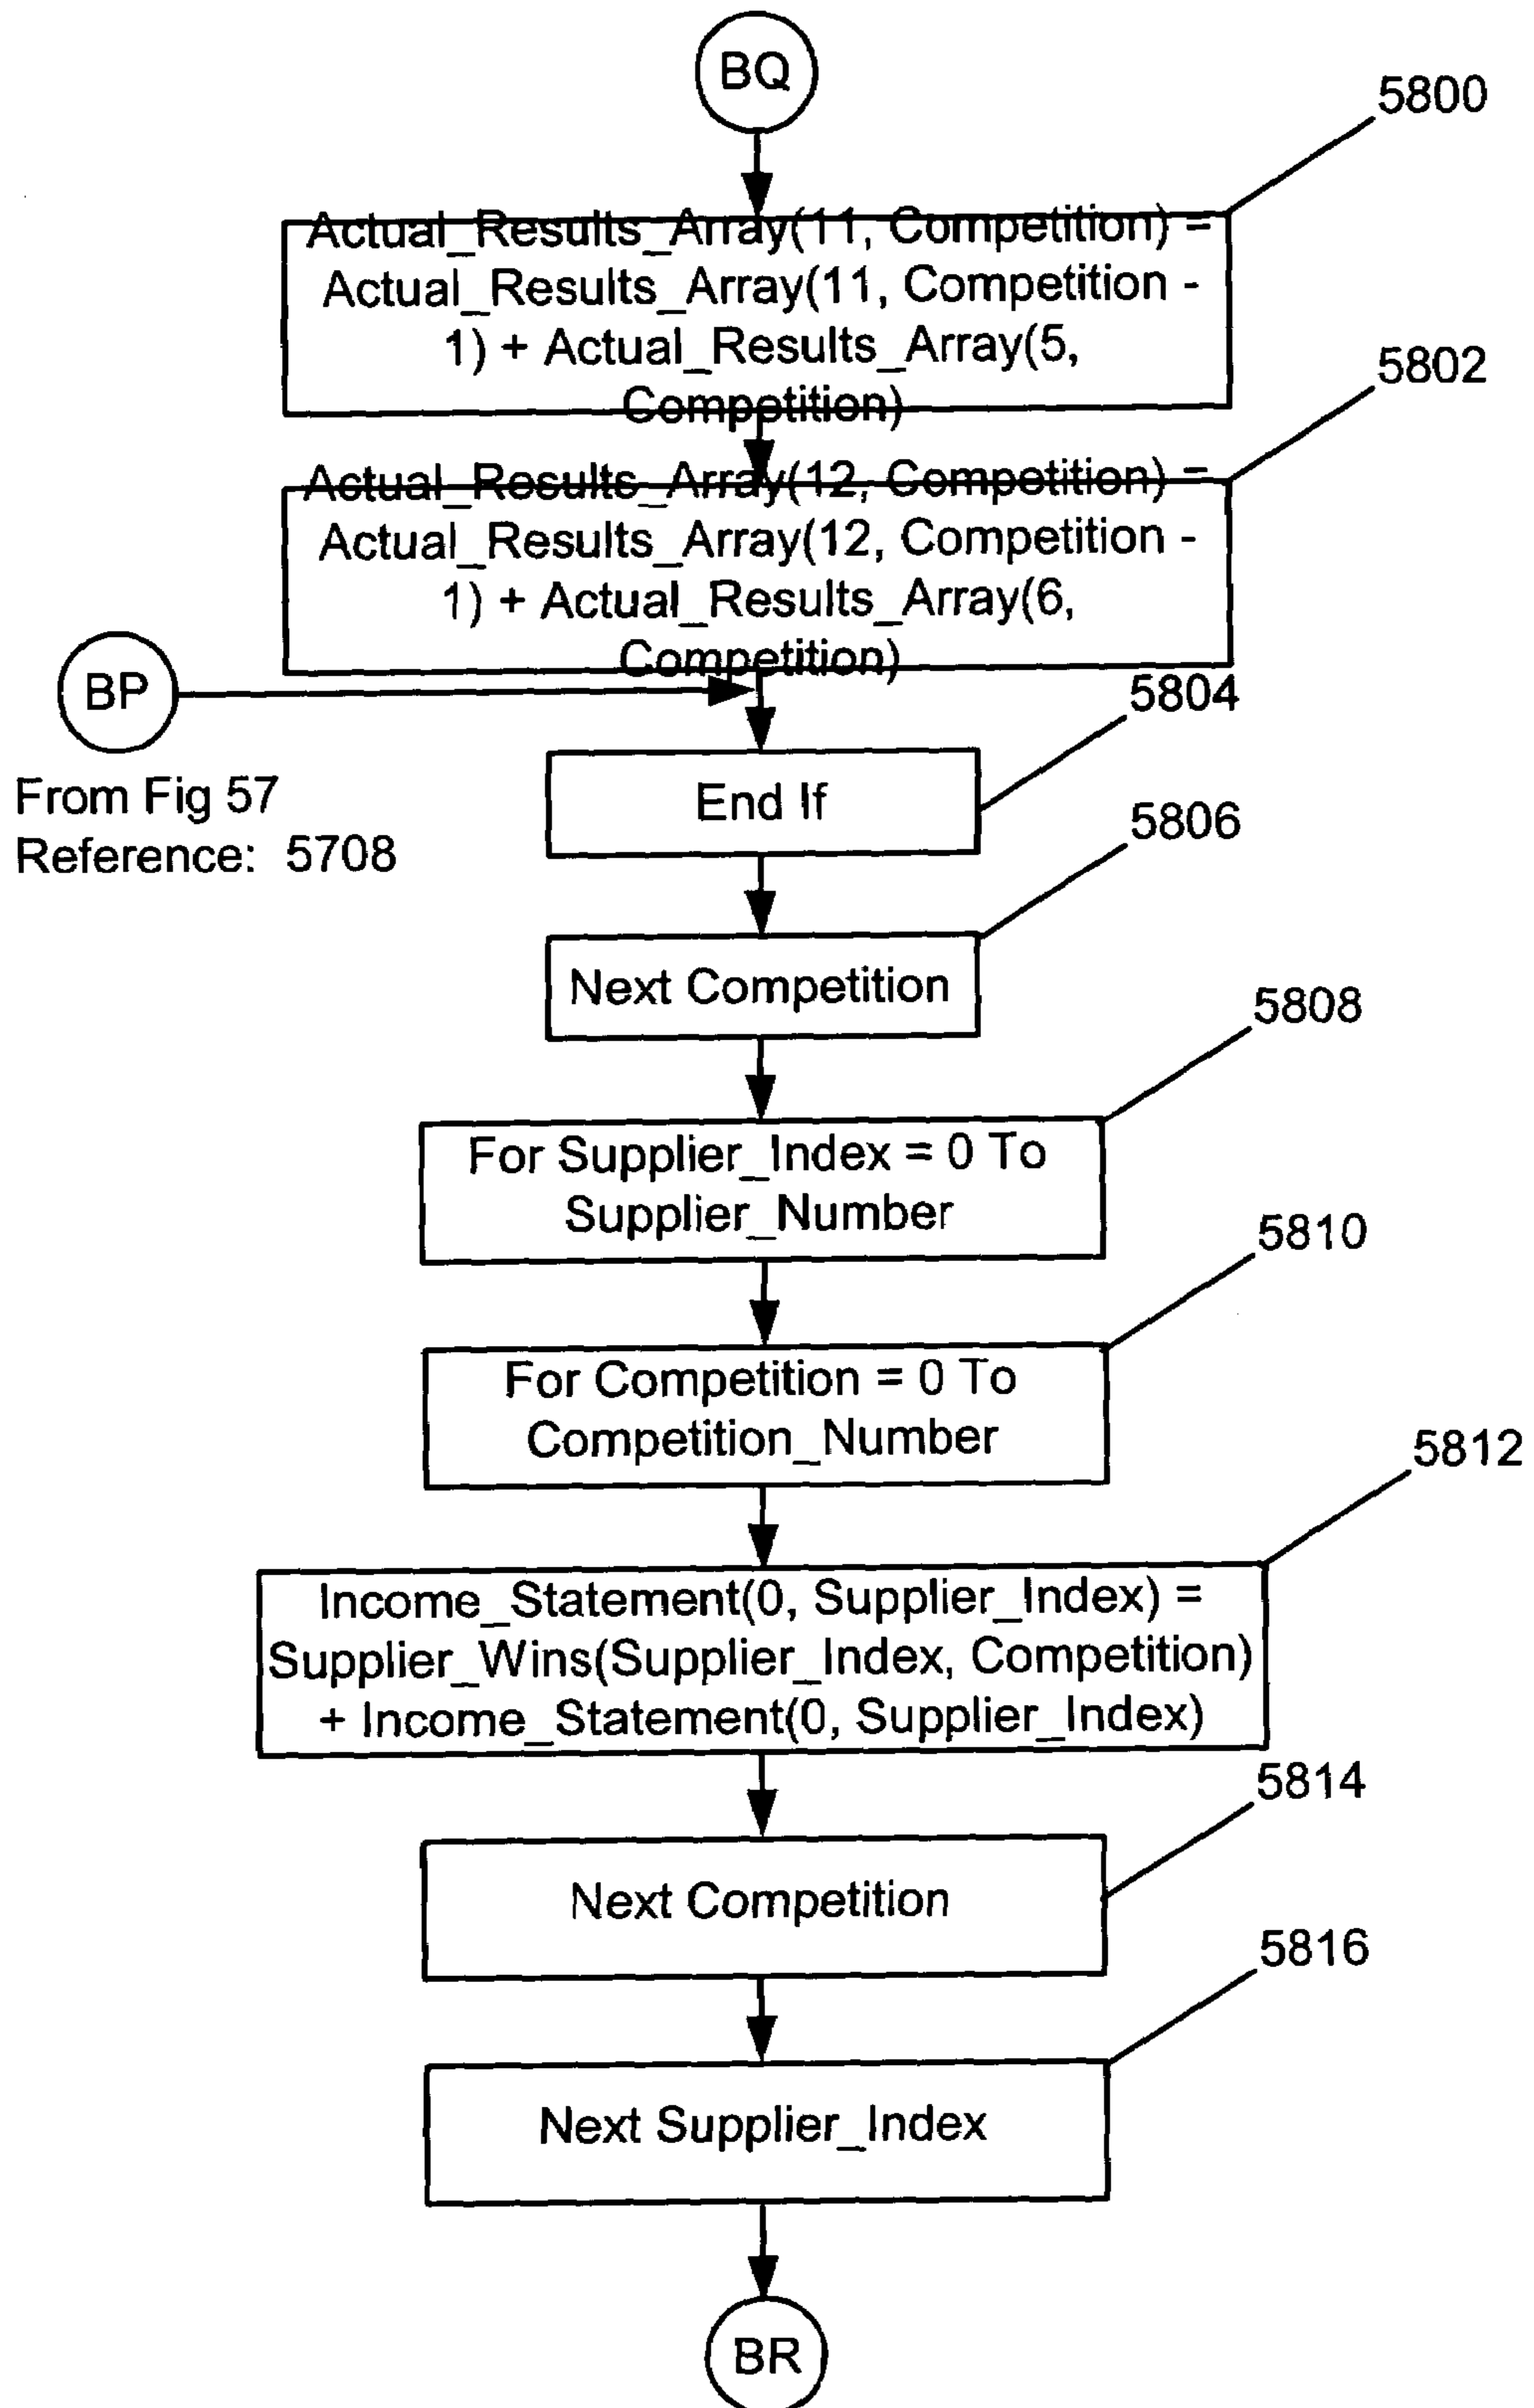 BQ
5800
Actual_Results_Array(11, Competition) =
Actual_Results_Array(11, Competition -
1) + Actual_Results_Array(5,
Competition)
5802
Actual_Results_Array(12, Competition) =
Actual_Results_Array(12, Competition -
1) + Actual_Results_Array(6,
Competition)
BP
From Fig 57
Reference: 5708
5804
End If
5806
Next Competition
5808
For Supplier_Index = 0 To
Supplier_Number
5810
For Competition = 0 To
Competition_Number
5812
Income_Statement(0, Supplier_Index) =
Supplier_Wins(Supplier_Index, Competition)
+ Income_Statement(0, Supplier_Index)
5814
Next Competition
5816
Next Supplier_Index
BR